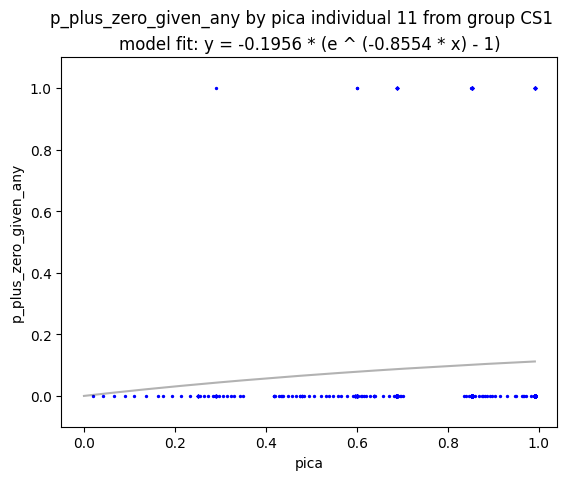 p_plus_zero_given_any by pica individual 11 from group CS1
model fit: y = -0.1956 * (e ^ (-0.8554 * x) - 1)
1.0
0.8
0.6
0.4
0.2
0.0
p_plus_zero_given_any
0.0 0.2 0.4 0.6 0.8 1.0
pica